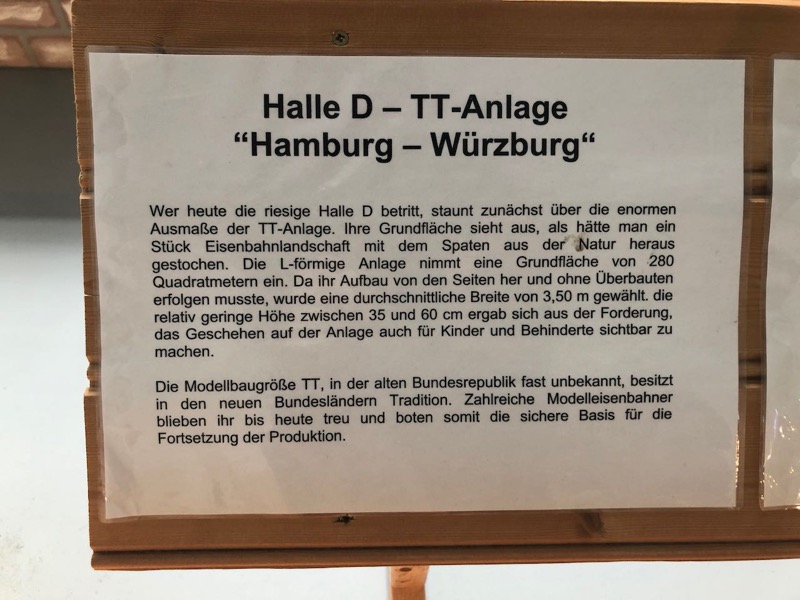 Halle D – TT-Anlage
“Hamburg – Würzburg“
Wer heute die riesige Halle D betritt, staunt zunächst über die enormen
Ausmaße der TT-Anlage. Ihre Grundfläche sieht aus, als hätte man ein
Stück Eisenbahnlandschaft mit dem Spaten aus der Natur heraus
gestochen. Die L-förmige Anlage nimmt eine Grundfläche von 280
Quadratmetern ein. Da ihr Aufbau von den Seiten her und ohne Überbauten
erfolgen musste, wurde eine durchschnittliche Breite von 3,50 m gewählt. die
relativ geringe Höhe zwischen 35 und 60 cm ergab sich aus der Forderung,
das Geschehen auf der Anlage auch für Kinder und Behinderte sichtbar zu
machen.
Die Modellbaugröße TT, in der alten Bundesrepublik fast unbekannt, besitzt
in den neuen Bundesländern Tradition. Zahlreiche Modelleisenbahner
blieben ihr bis heute treu und boten somit die sichere Basis für die
Fortsetzung der Produktion.